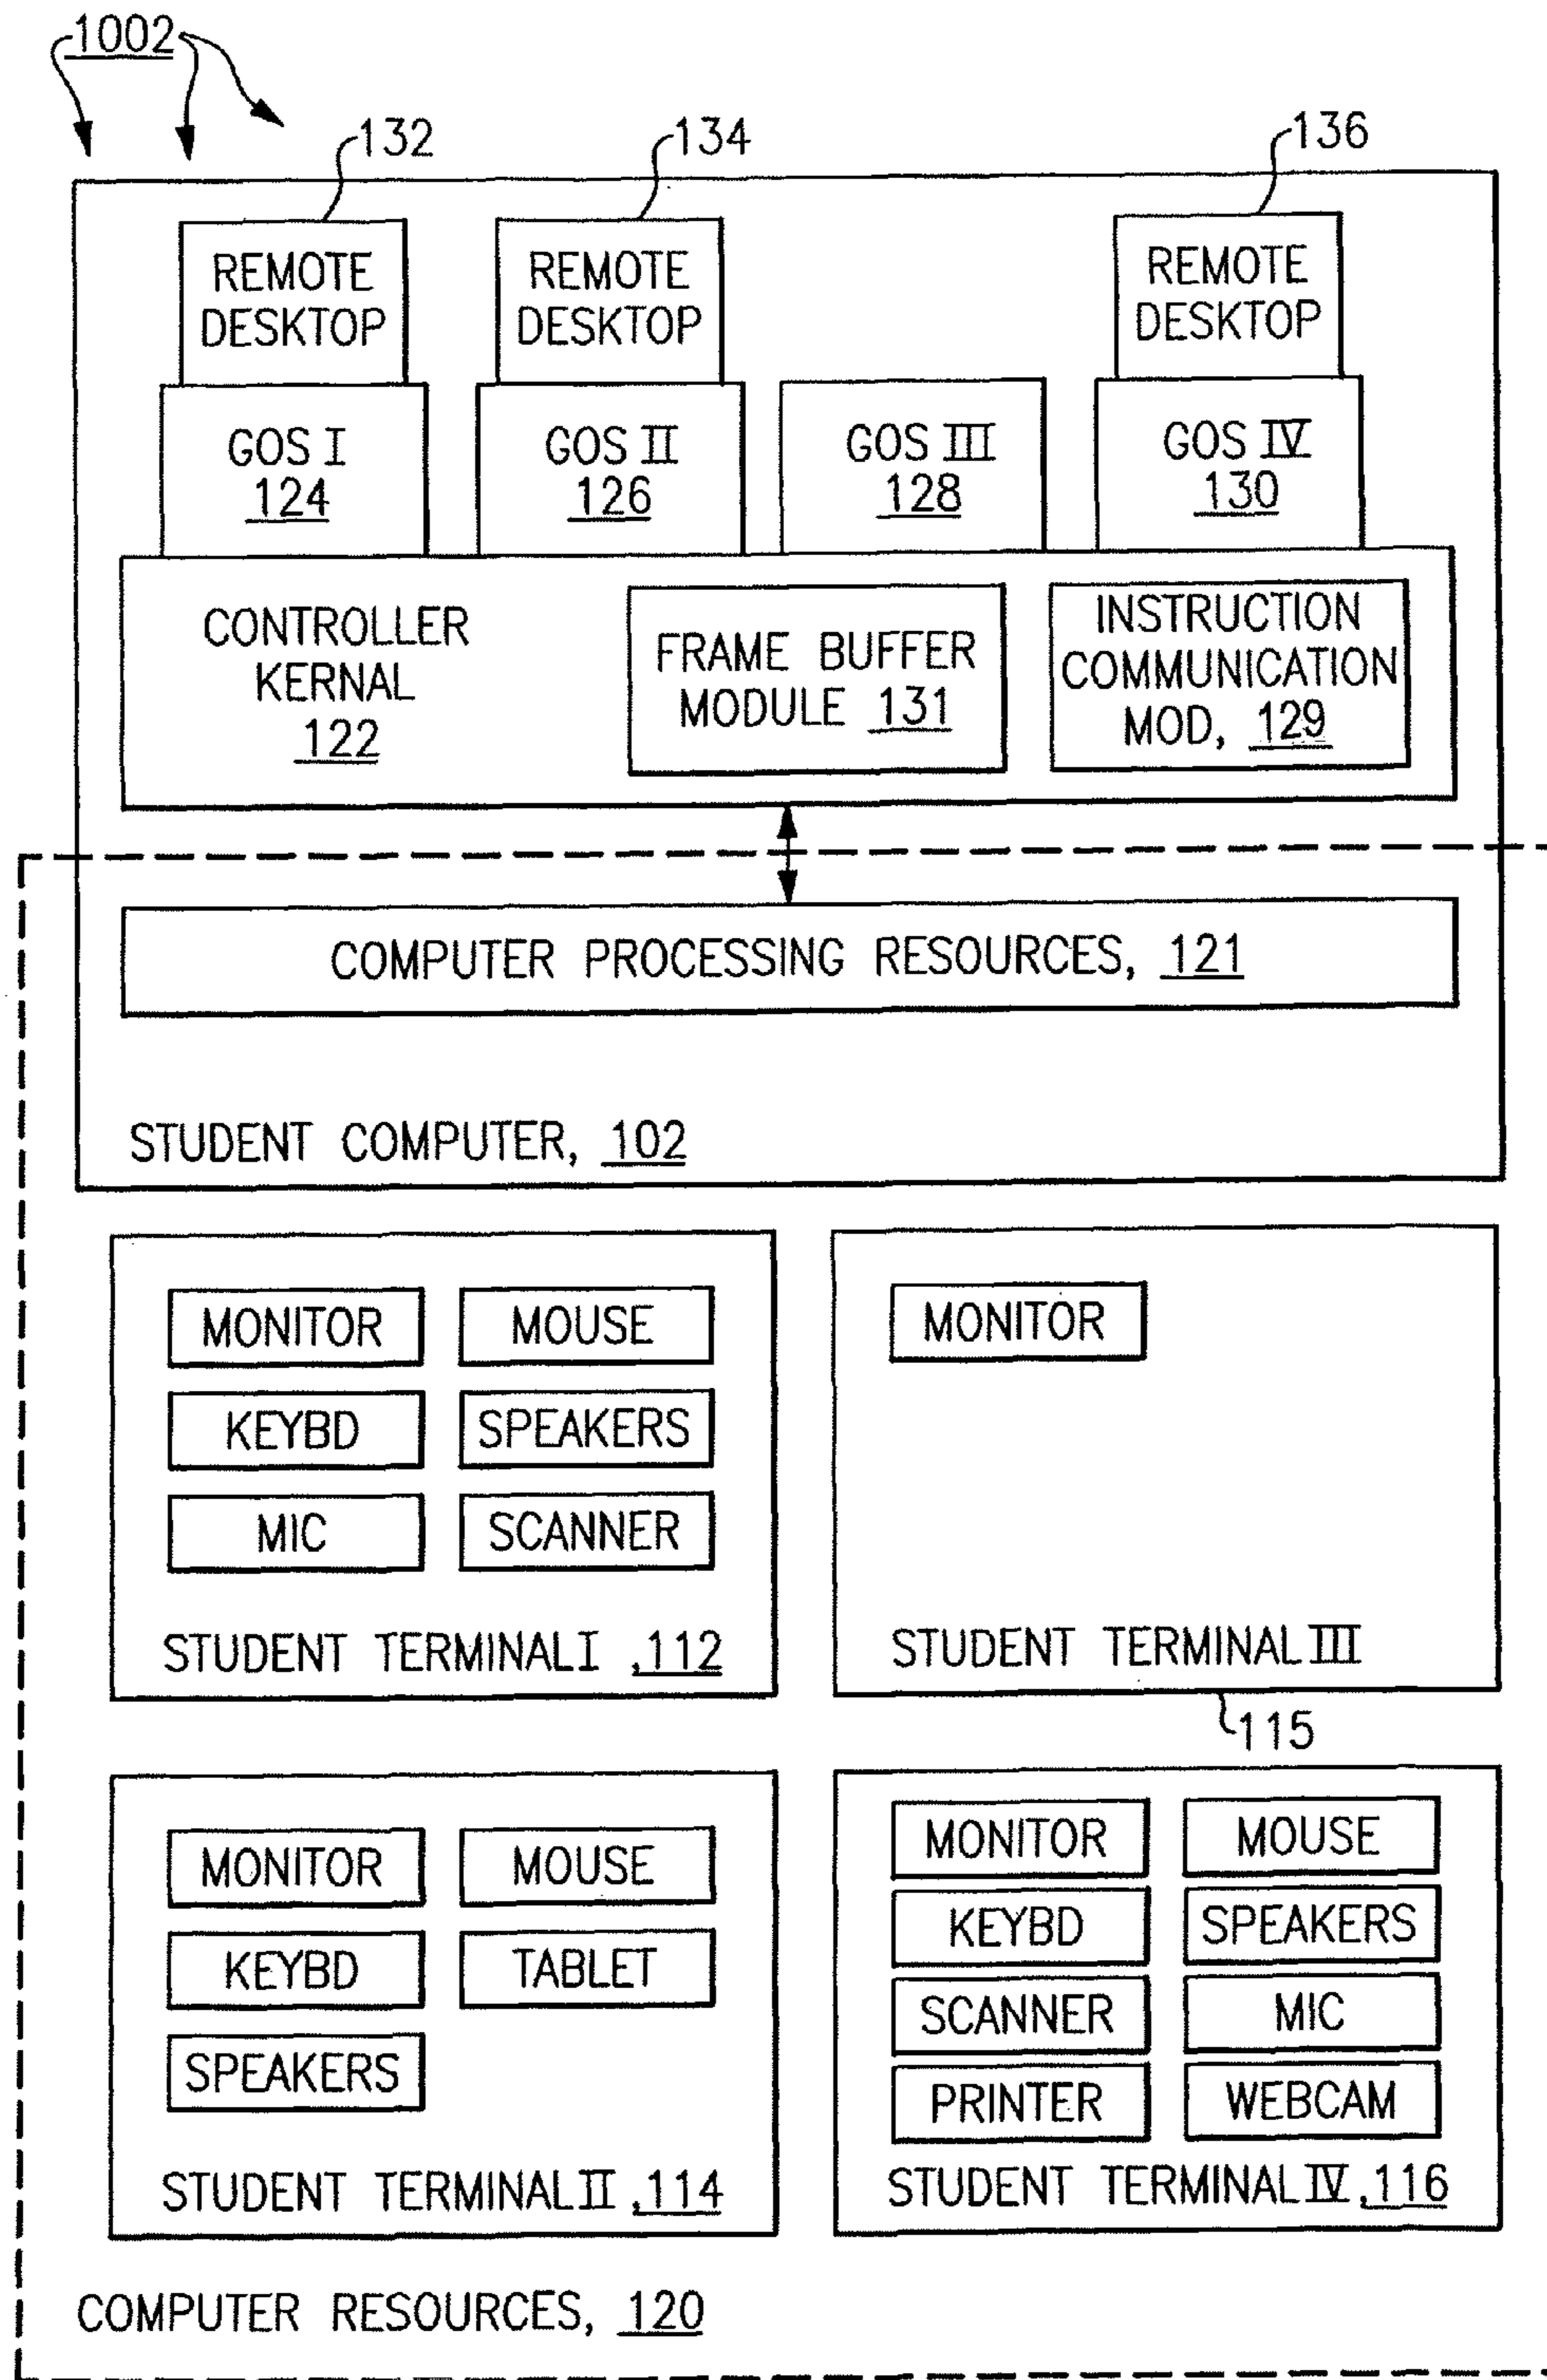 1002
132
134
136
REMOTE
DESKTOP
REMOTE
DESKTOP
REMOTE
DESKTOP
GOS I
124
GOS II
126
GOS III
128
GOS IV
130
CONTROLLER
KERNAL
122
FRAME BUFFER
MODULE 131
INSTRUCTION
COMMUNICATION
MOD, 129
COMPUTER PROCESSING RESOURCES, 121
STUDENT COMPUTER, 102
MONITOR
MOUSE
KEYBD
SPEAKERS
MIC
SCANNER
STUDENT TERMINAL I ,112
MONITOR
STUDENT TERMINAL III
115
MONITOR
MOUSE
KEYBD
TABLET
SPEAKERS
STUDENT TERMINAL II ,114
MONITOR
MOUSE
KEYBD
SPEAKERS
SCANNER
MIC
PRINTER
WEBCAM
STUDENT TERMINAL IV,116
COMPUTER RESOURCES, 120